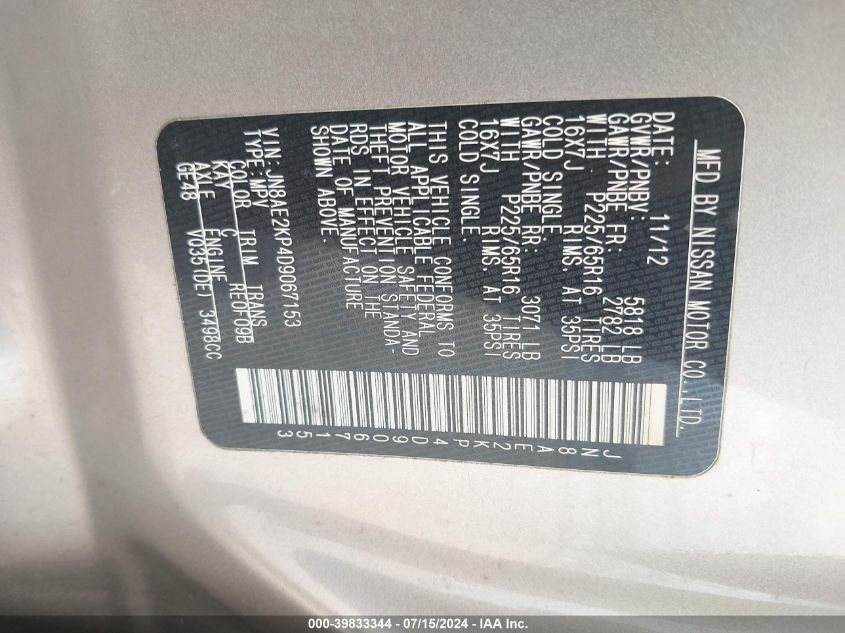 MFD BY NISSAN MOTOR CO., LTD.
DATE: 11/12
GVWR/PNBV: 5818 LB
GAWR/PNBE FR: 2782 LB
WITH P225/65R16 TIRES
16X7J RIMS, AT 35PSI
COLD SINGLE.
GAWR/PNBE RR: 3071 LB
WITH P225/65R16 TIRES
16X7J RIMS, AT 35PSI
COLD SINGLE.
THIS VEHICLE CONFORMS TO
ALL APPLICABLE FEDERAL
MOTOR VEHICLE SAFETY AND
THEFT PREVENTION STANDA-
RDS IN EFFECT ON THE
DATE OF MANUFACTURE
SHOWN ABOVE.
VIN: JN8AE2KP4D9067153
TYPE: MPV
COLOR TRIM TRANS
KAY C RE0F09B
AXLE ENGINE
GE48 VQ35(DE) 3498CC
JN8AE2KP4D9067153
000-39833344 - 07/15/2024 - IAA Inc.